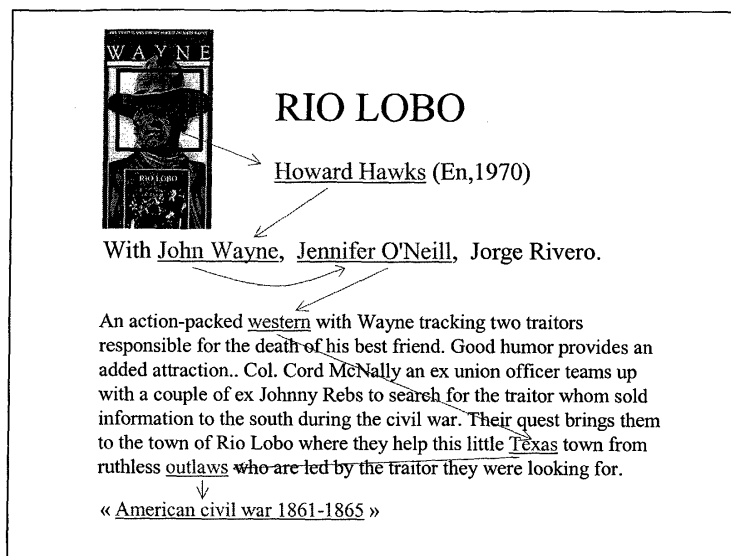 WAYNE
RIO LOBO
RIO LOBO
Howard Hawks (En,1970)
With John Wayne, Jennifer O'Neill, Jorge Rivero.
An action-packed western with Wayne tracking two traitors
responsible for the death of his best friend. Good humor provides an
added attraction.. Col. Cord McNally an ex union officer teams up
with a couple of ex Johnny Rebs to search for the traitor whom sold
information to the south during the civil war. Their quest brings them
to the town of Rio Lobo where they help this little Texas town from
ruthless outlaws who are led by the traitor they were looking for.
« American civil war 1861-1865 »